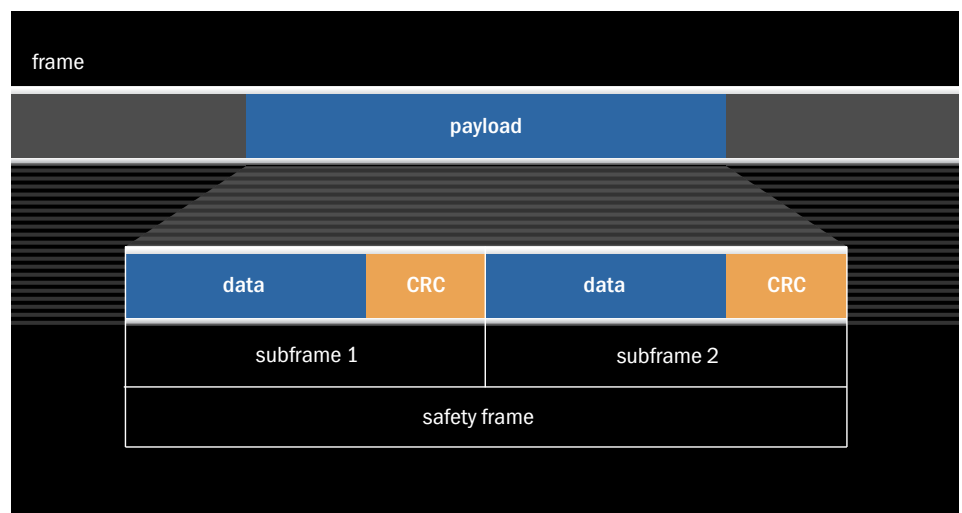 frame
payload
data CRC data CRC
subframe 1 subframe 2
safety frame